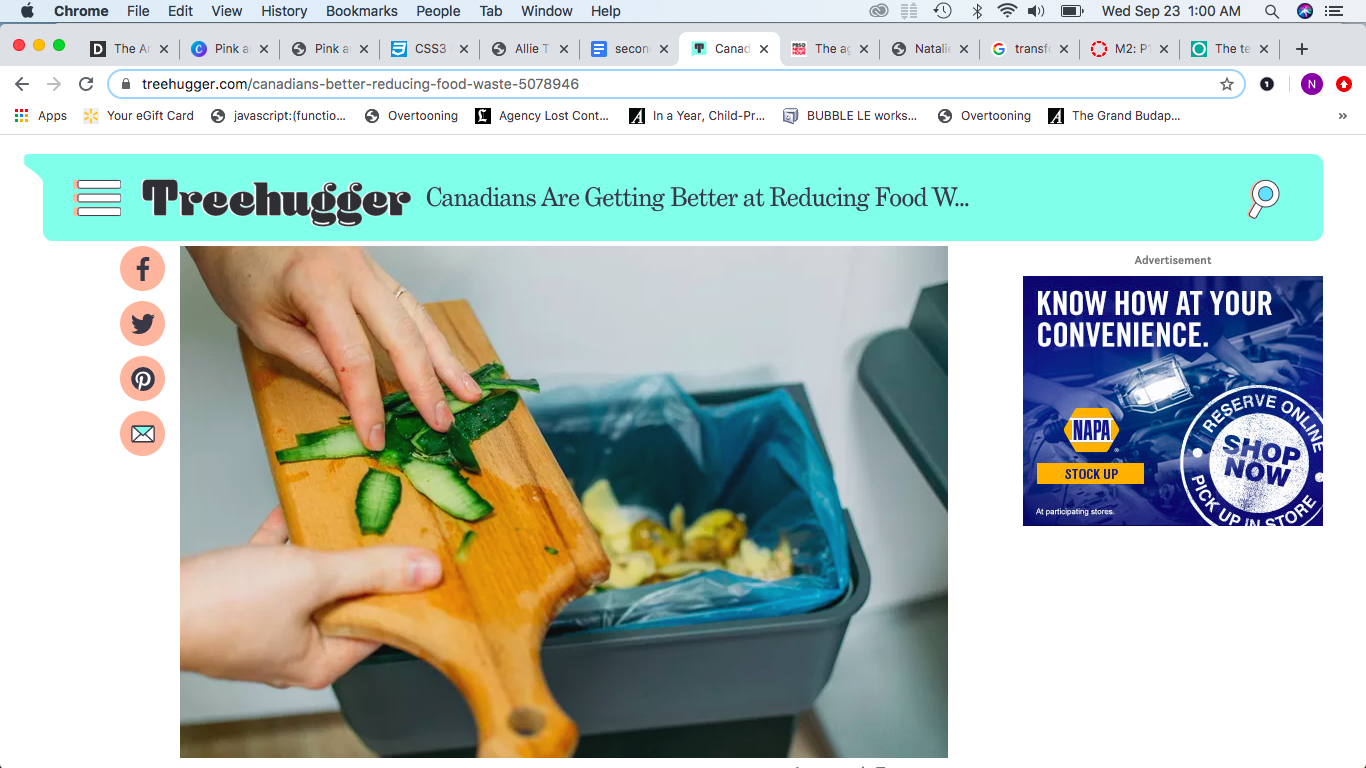 Chrome File Edit View History Bookmarks People Tab Window Help Wed Sep 23 1:00 AM
D The Ar C Pink a Pink a CSS3 Allie T secon Canad The ag Natalie G transf M2: P1 The te
treehugger.com/canadians-better-reducing-food-waste-5078946 N
Apps Your eGift Card javascript:(functio... Overtooning Agency Lost Cont... In a Year, Child-Pr... BUBBLE LE works... Overtooning The Grand Budap... »
Treehugger Canadians Are Getting Better at Reducing Food W...
Advertisement
KNOW HOW AT YOUR
CONVENIENCE.
NAPA
STOCK UP
At participating stores.
RESERVE ONLINE
SHOP
NOW
PICK UP IN STORE